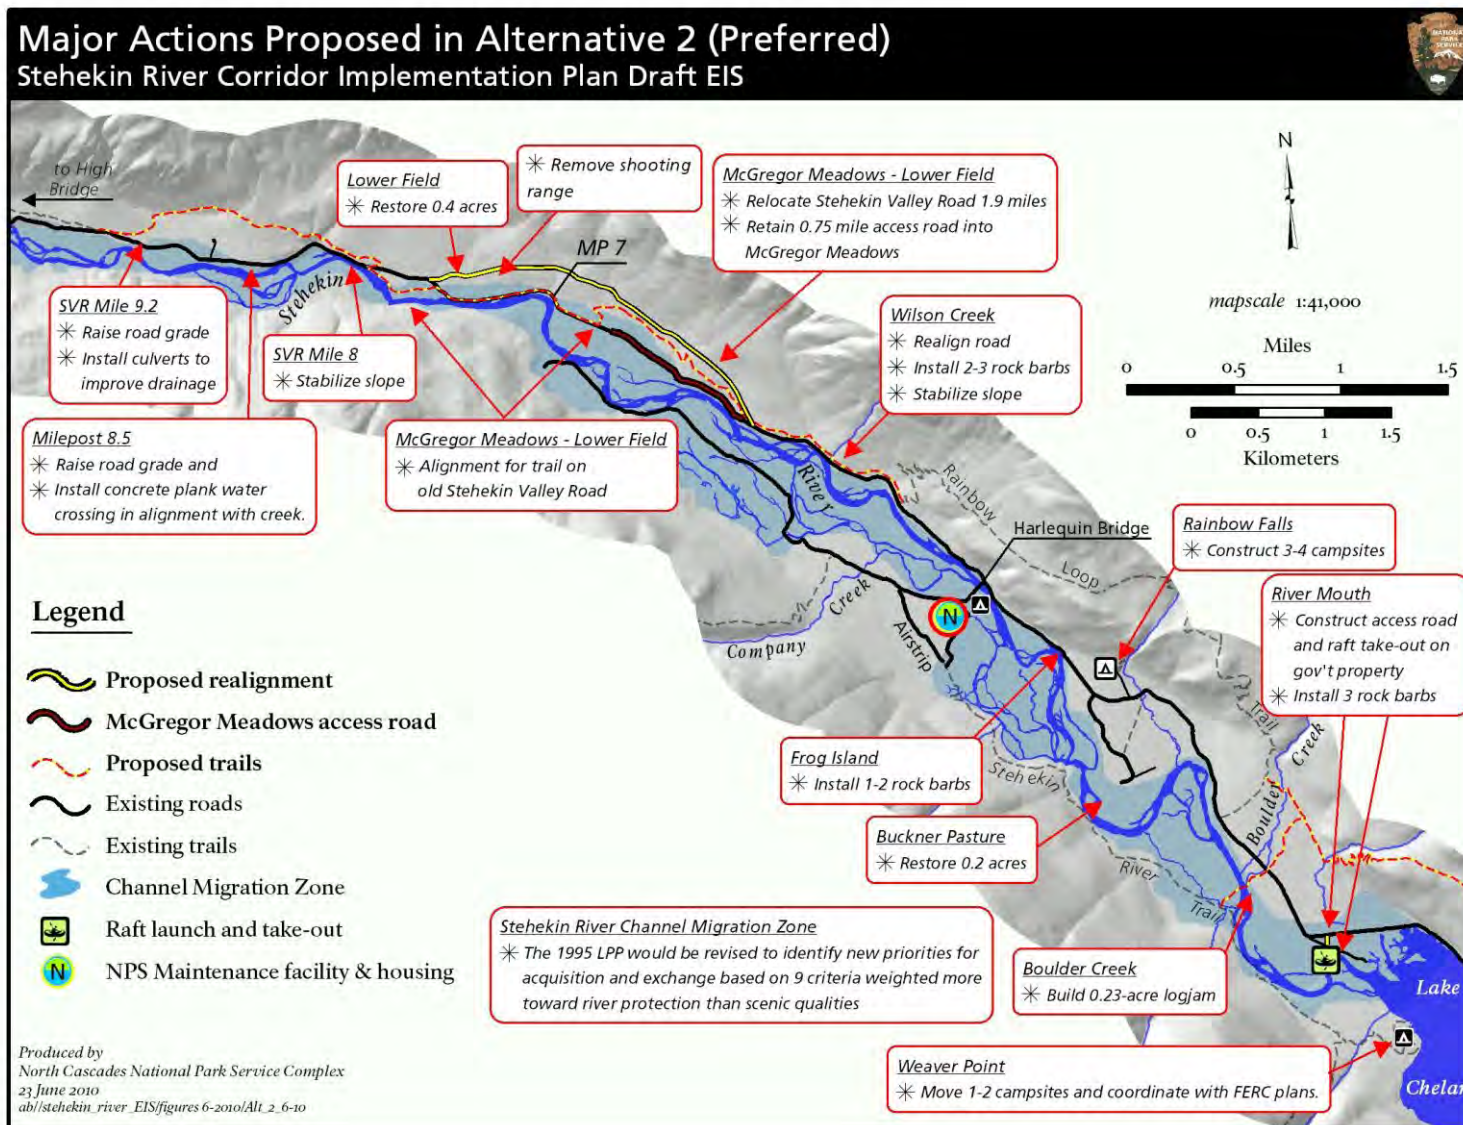 Major Actions Proposed in Alternative 2 (Preferred)
Stehekin River Corridor Implementation Plan Draft EIS
NATIONAL
PARK
SERVICE
to High
Bridge
Lower Field
✳ Restore 0.4 acres
✳ Remove shooting
range
McGregor Meadows - Lower Field
✳ Relocate Stehekin Valley Road 1.9 miles
✳ Retain 0.75 mile access road into
McGregor Meadows
N
mapscale 1:41,000
Miles
0 0.5 1 1.5
0 0.5 1 1.5
Kilometers
MP 7
Stehekin
SVR Mile 9.2
✳ Raise road grade
✳ Install culverts to
improve drainage
SVR Mile 8
✳ Stabilize slope
Wilson Creek
✳ Realign road
✳ Install 2-3 rock barbs
✳ Stabilize slope
Milepost 8.5
✳ Raise road grade and
✳ Install concrete plank water
crossing in alignment with creek.
McGregor Meadows - Lower Field
✳ Alignment for trail on
old Stehekin Valley Road
River
Rainbow
Loop
Trail
Harlequin Bridge
Rainbow Falls
✳ Construct 3-4 campsites
River Mouth
✳ Construct access road
and raft take-out on
gov't property
✳ Install 3 rock barbs
Company
Creek
Airstrip
N
Boulder
Creek
Frog Island
✳ Install 1-2 rock barbs
Stehekin
River
Trail
Buckner Pasture
✳ Restore 0.2 acres
Stehekin River Channel Migration Zone
✳ The 1995 LPP would be revised to identify new priorities for
acquisition and exchange based on 9 criteria weighted more
toward river protection than scenic qualities
Boulder Creek
✳ Build 0.23-acre logjam
Lake
Chelan
Weaver Point
✳ Move 1-2 campsites and coordinate with FERC plans.
Legend
Proposed realignment
McGregor Meadows access road
Proposed trails
Existing roads
Existing trails
Channel Migration Zone
Raft launch and take-out
N NPS Maintenance facility & housing
Produced by
North Cascades National Park Service Complex
23 June 2010
ab//stehekin_river_EIS/figures 6-2010/Alt_2_6-10